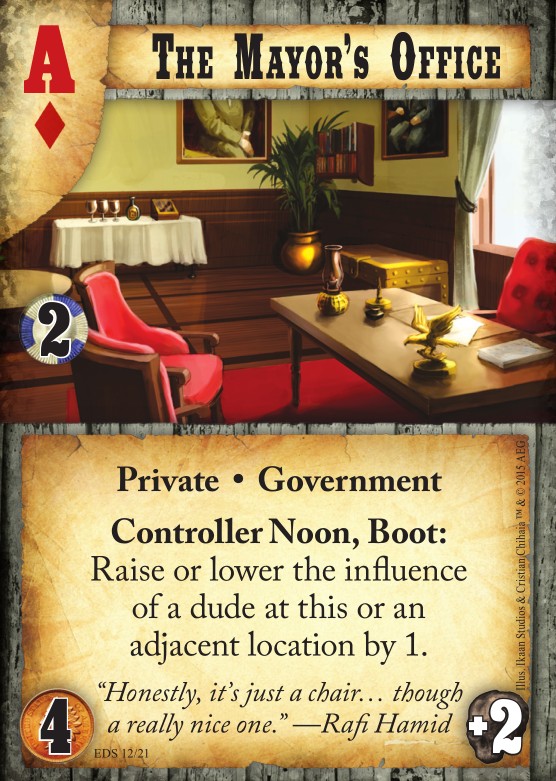 A
The Mayor's Office
2
Private • Government
Controller Noon, Boot:
Raise or lower the influence
of a dude at this or an
adjacent location by 1.
"Honestly, it's just a chair… though
a really nice one." —Rafi Hamid
4
EDS 12/21
+2
Illus. Ikaan Studios & Cristian Chihaia ™ & © 2015 AEG